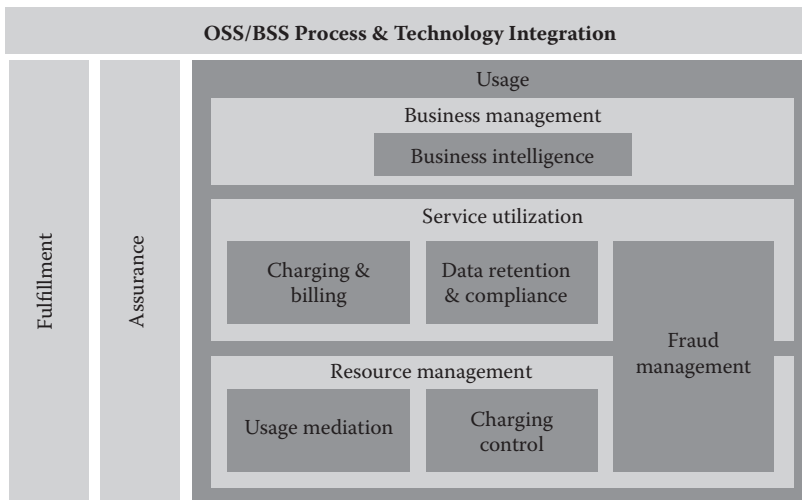 OSS/BSS Process & Technology Integration
Fulfillment
Assurance
Usage
Business management
Business intelligence
Service utilization
Charging &
billing
Data retention
& compliance
Fraud
management
Resource management
Usage mediation
Charging
control